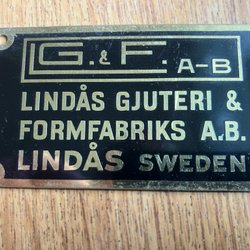 L G. & F. A-B
LINDÅS GJUTERI &
FORMFABRIKS A.B.
LINDÅS SWEDEN